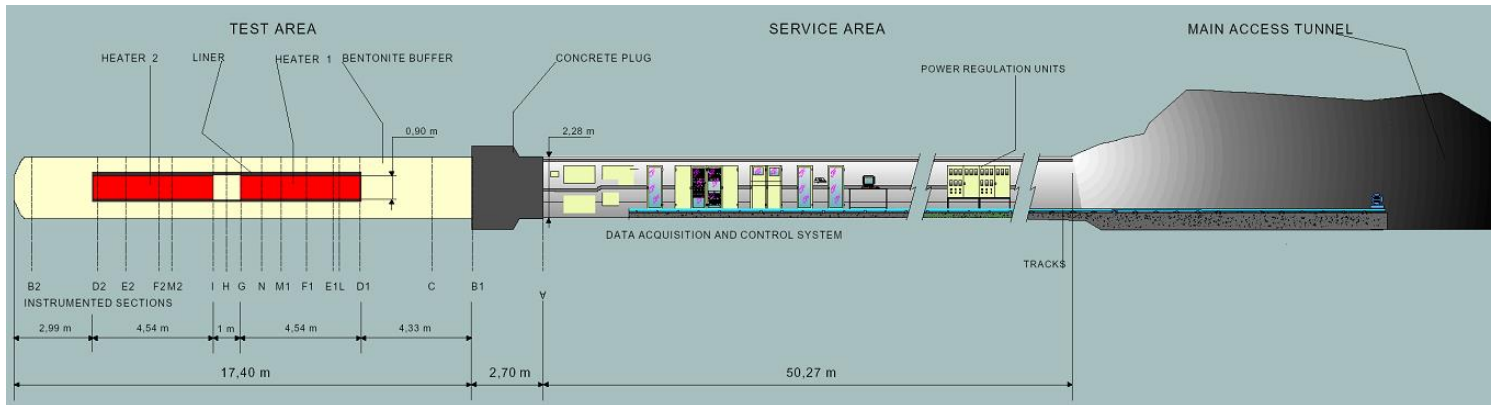 TEST AREA
SERVICE AREA
MAIN ACCESS TUNNEL
HEATER 2
LINER
HEATER 1
BENTONITE BUFFER
CONCRETE PLUG
POWER REGULATION UNITS
0,90 m
2,28 m
DATA ACQUISITION AND CONTROL SYSTEM
TRACKS
B2 D2 E2 F2 M2 I H G N M1 F1 E1 L D1 C B1 A
INSTRUMENTED SECTIONS
2,99 m 4,54 m 1 m 4,54 m 4,33 m
17,40 m 2,70 m 50,27 m